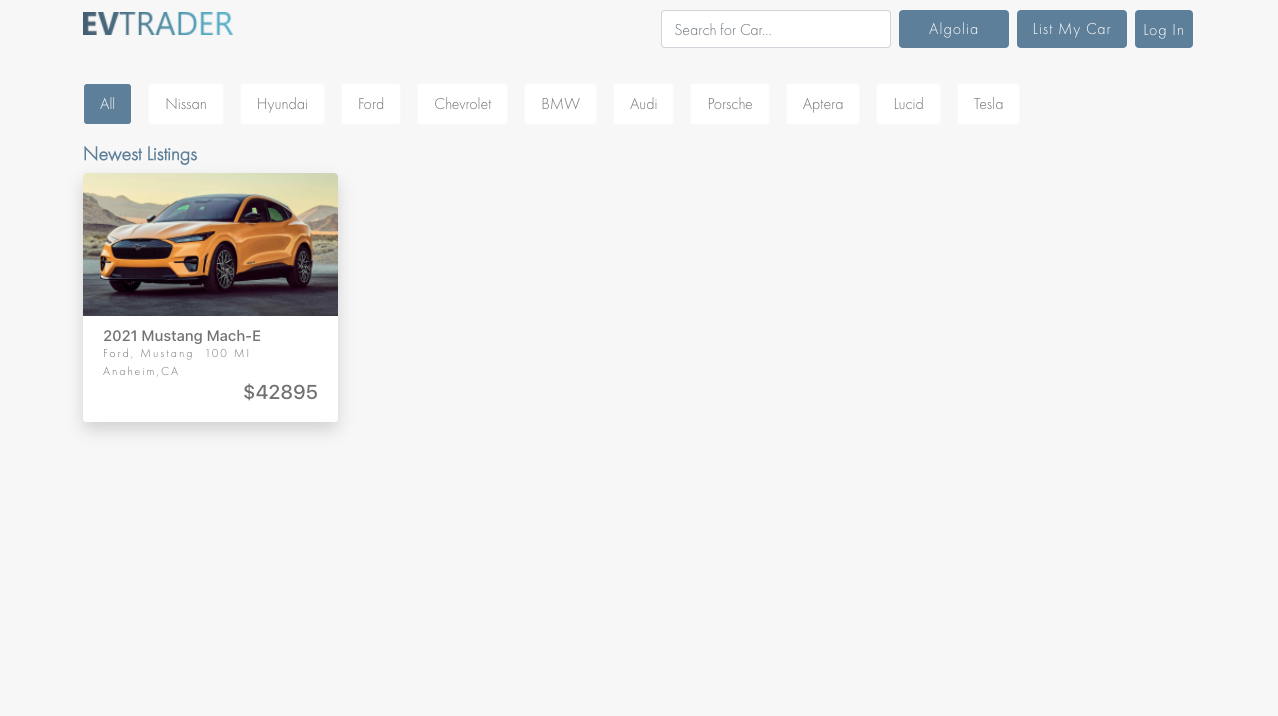 EVTRADER
Search for Car...
Algolia
List My Car
Log In
All
Nissan
Hyundai
Ford
Chevrolet
BMW
Audi
Porsche
Aptera
Lucid
Tesla
Newest Listings
2021 Mustang Mach-E
Ford, Mustang 100 MI
Anaheim,CA
$42895